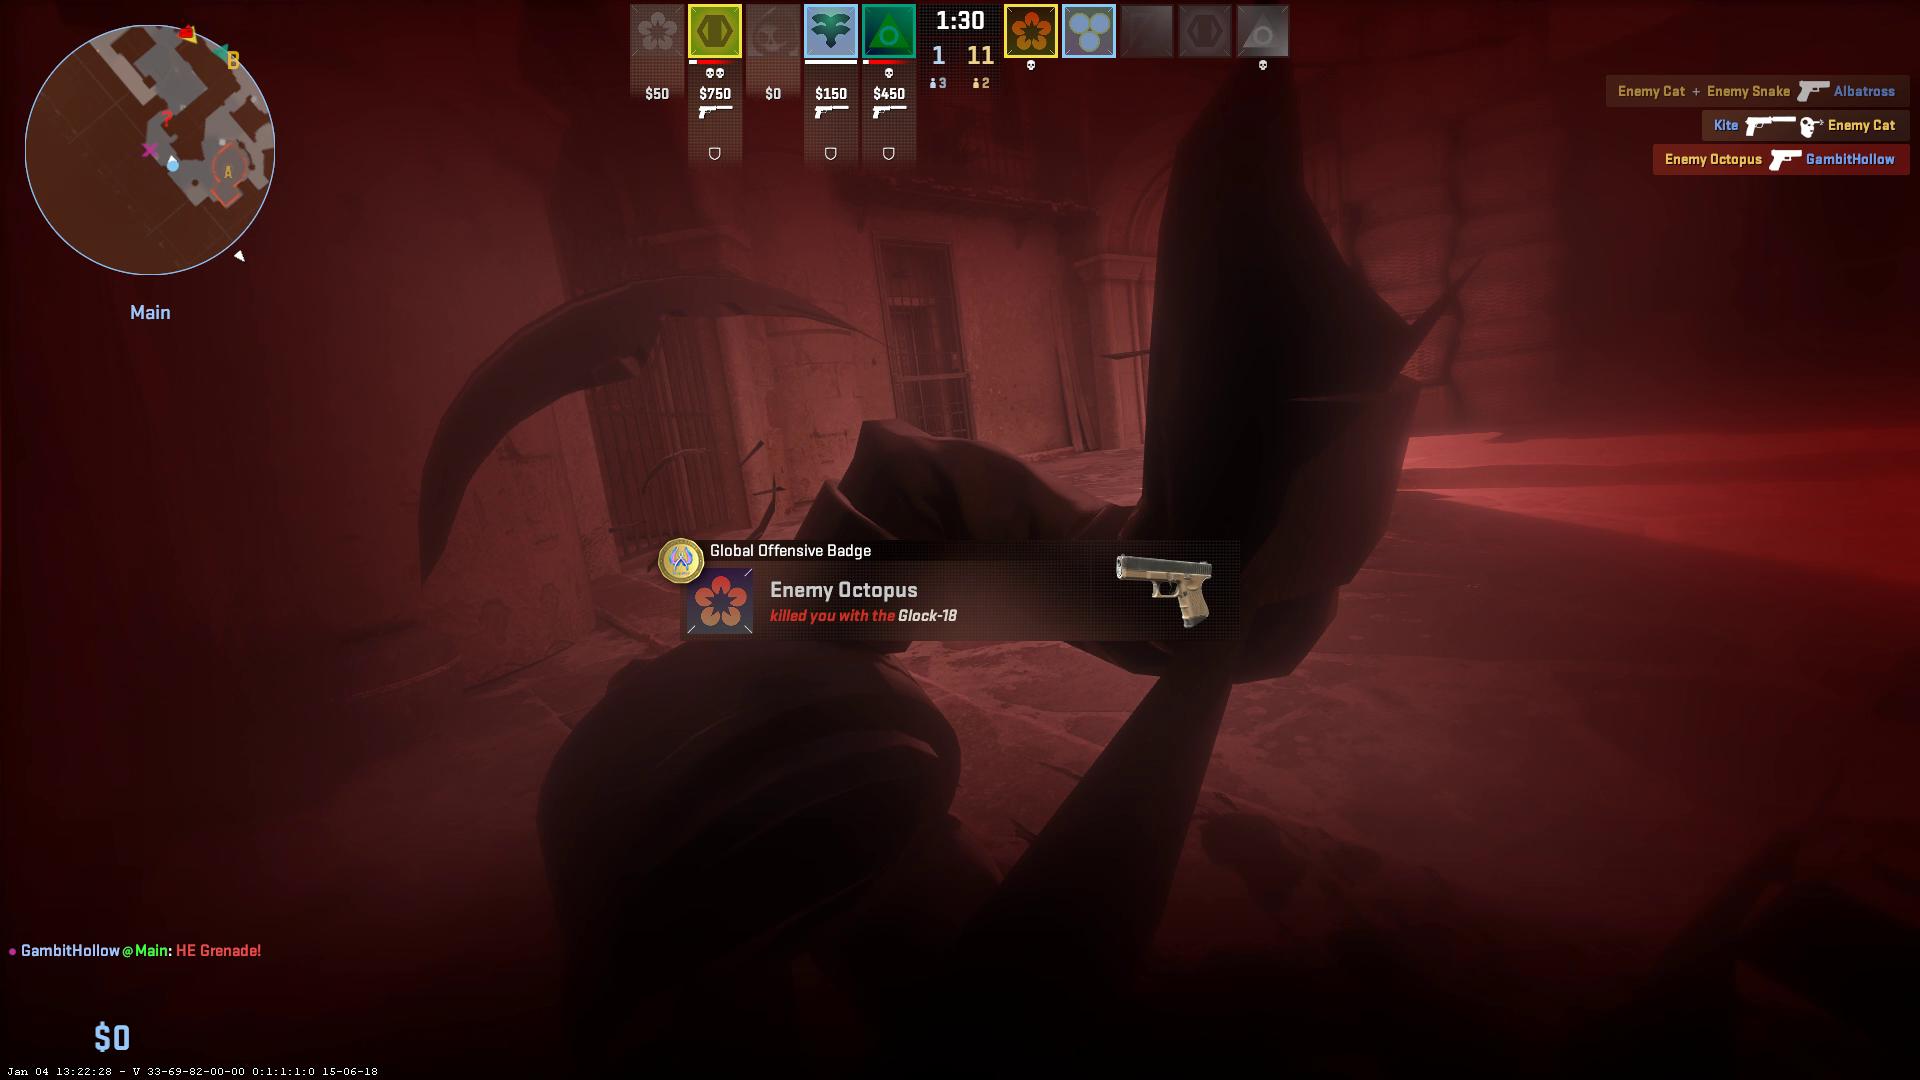 1:30
1 11
3 2
$50 $750 $0 $150 $450
B
A
?
Main
Enemy Cat + Enemy Snake Albatross
Kite Enemy Cat
Enemy Octopus GambitHollow
Global Offensive Badge
Enemy Octopus
killed you with the Glock-18
GambitHollow@Main: HE Grenade!
$0
Jan 04 13:22:28 - V 33-69-82-00-00 0:1:1:1:0 15-06-18